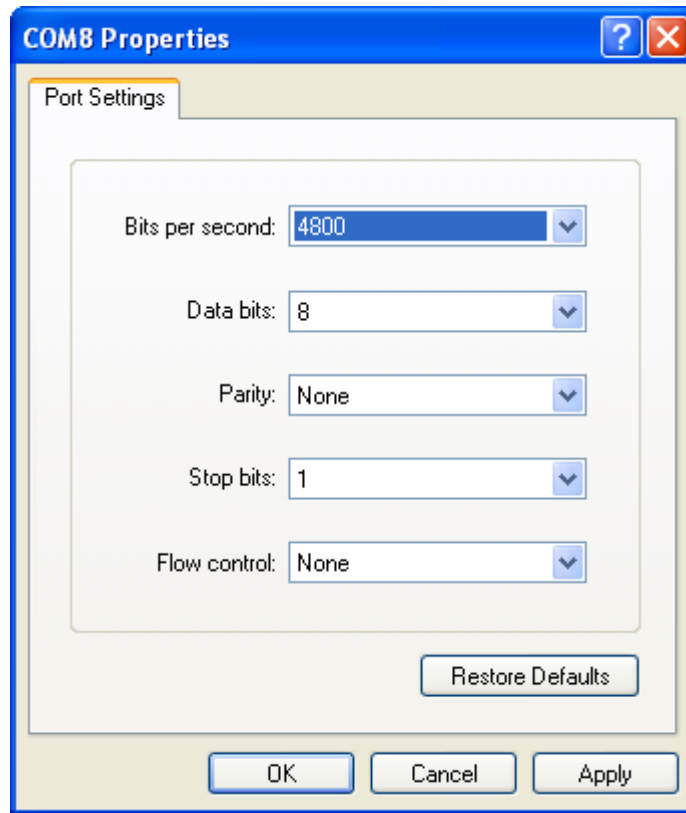 COM8 Properties
Port Settings
Bits per second: 4800
Data bits: 8
Parity: None
Stop bits: 1
Flow control: None
Restore Defaults
OK Cancel Apply